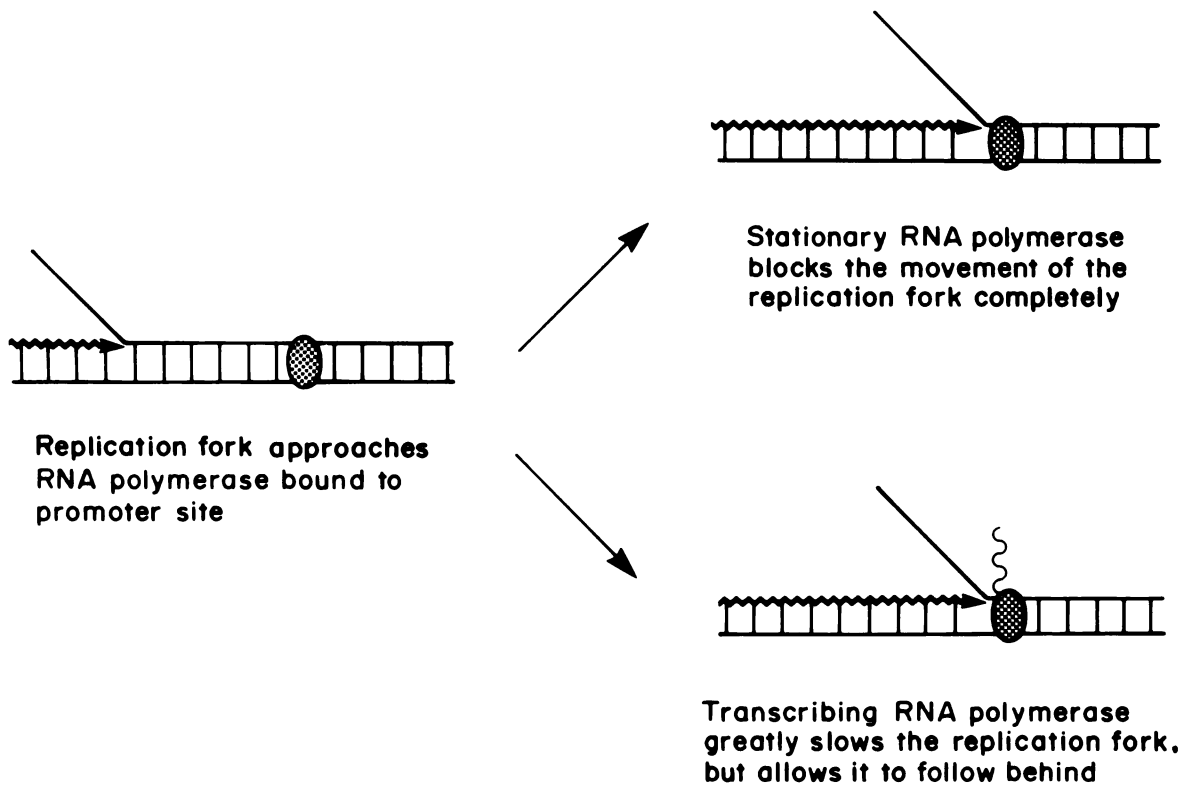 Stationary RNA polymerase
blocks the movement of the
replication fork completely
Replication fork approaches
RNA polymerase bound to
promoter site
Transcribing RNA polymerase
greatly slows the replication fork,
but allows it to follow behind